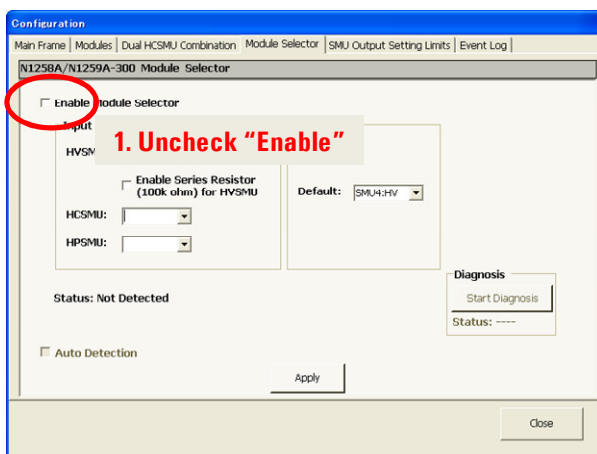 Configuration
Main Frame Modules Dual HCSMU Combination Module Selector SMU Output Setting Limits Event Log
N1258A/N1259A-300 Module Selector
Enable Module Selector
Input
1. Uncheck “Enable”
HVSM
Enable Series Resistor
(100k ohm) for HVSMU
Default: SMU4:HV
HCSMU:
HPSMU:
Diagnosis
Status: Not Detected
Start Diagnosis
Status: ----
Auto Detection
Apply
Close